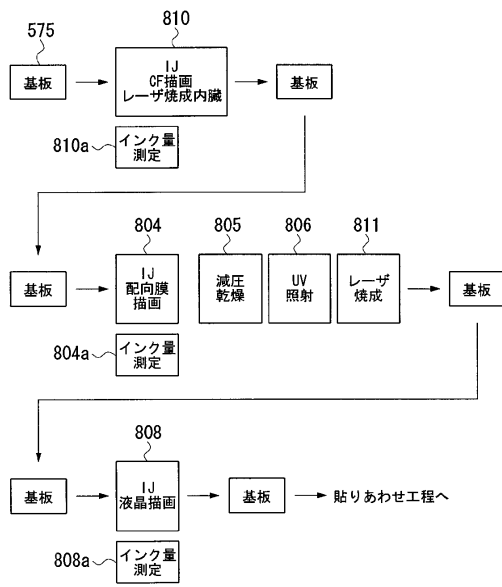 575
810
基板
IJ
CF描画
レーザ焼成内臓
基板
810a
インク量
測定
804
805
806
811
基板
IJ
配向膜
描画
減圧
乾燥
UV
照射
レーザ
焼成
基板
804a
インク量
測定
808
基板
IJ
液晶描画
基板
貼りあわせ工程へ
808a
インク量
測定